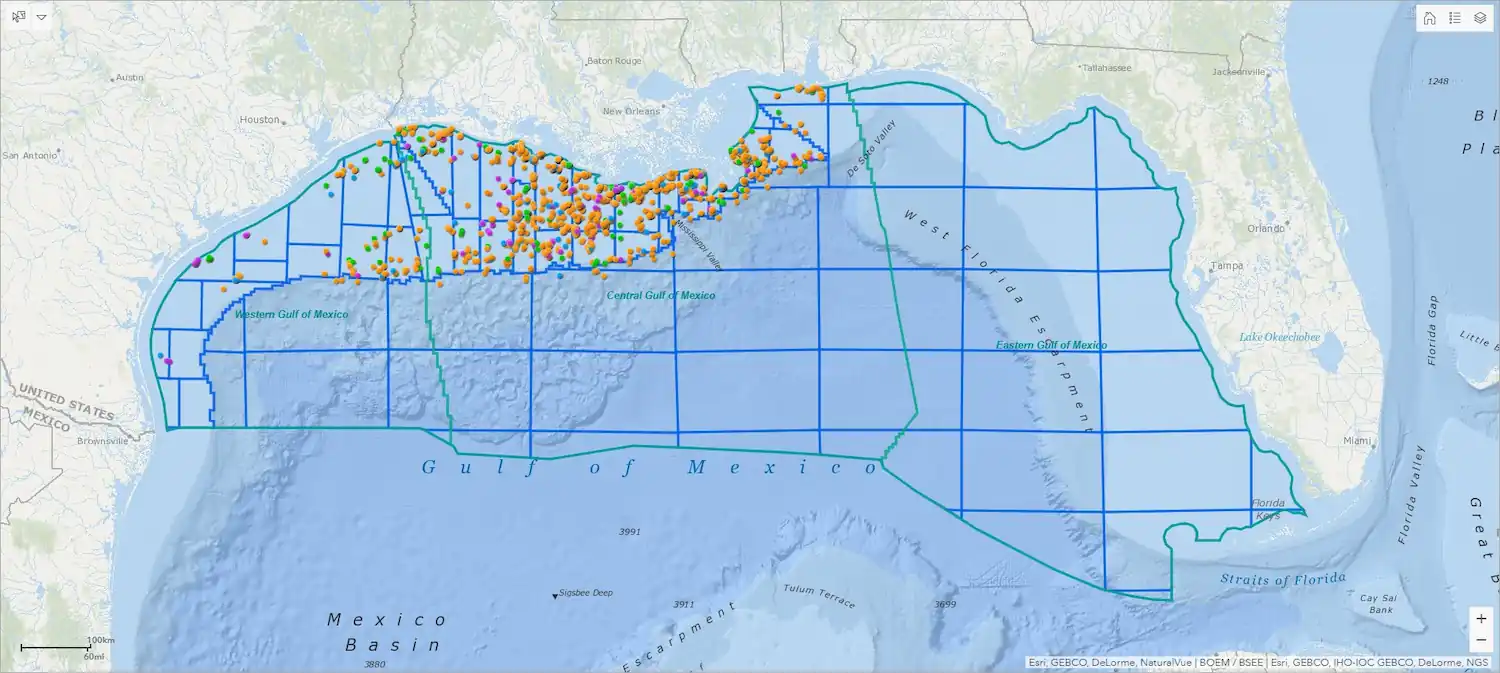 Austin
Houston
San Antonio
Baton Rouge
New Orleans
Tallahassee
Jacksonville
1248
Bl
Pla
De Soto Valley
Mississippi Valley
West Florida Escarpment
Orlando
Tampa
Central Gulf of Mexico
Western Gulf of Mexico
Eastern Gulf of Mexico
Lake Okeechobee
Florida Gap
Little B
UNITED STATES
MEXICO
Brownsville
Miami
Gulf of Mexico
Florida
Keys
Florida Valley
Great B
3991
Straits of Florida
Sigsbee Deep
3911
Tulum Terrace
3699
Cay Sal
Bank
Mexico
Basin
Escarpment
of
100km
60mi
3880
+
−
Esri, GEBCO, DeLorme, NaturalVue | BOEM / BSEE | Esri, GEBCO, IHO-IOC GEBCO, DeLorme, NGS